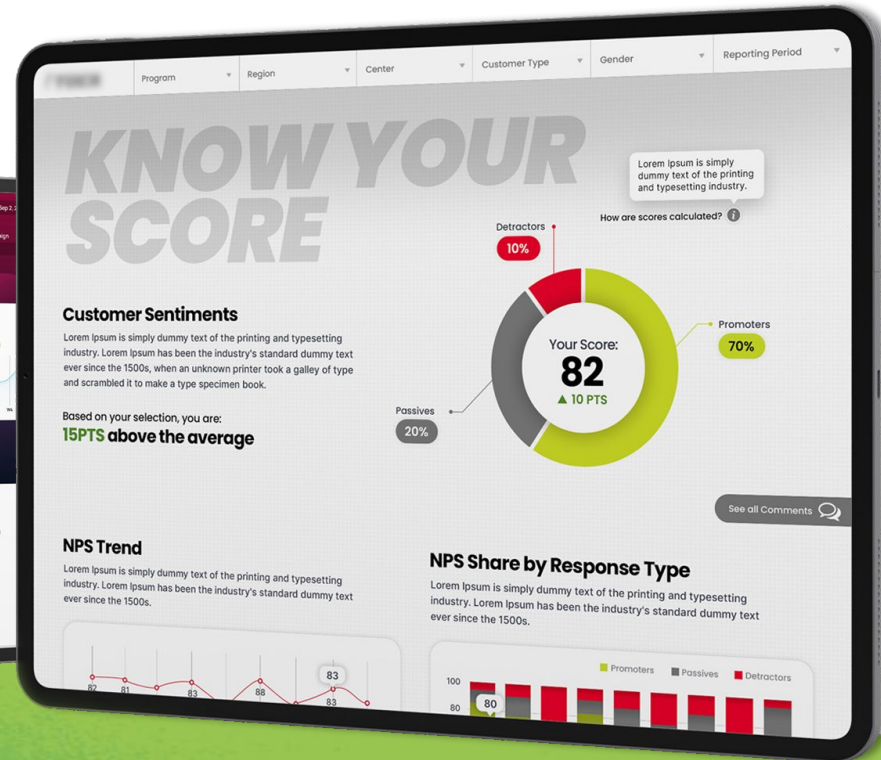 Program
Region
Center
Customer Type
Gender
Reporting Period
KNOW YOUR
SCORE
Lorem Ipsum is simply
dummy text of the printing
and typesetting industry.
How are scores calculated? i
Detractors
10%
Customer Sentiments
Lorem Ipsum is simply dummy text of the printing and typesetting
industry. Lorem Ipsum has been the industry's standard dummy text
ever since the 1500s, when an unknown printer took a galley of type
and scrambled it to make a type specimen book.
Based on your selection, you are:
15PTS above the average
Promoters
70%
Your Score:
82
▲ 10 PTS
Passives
20%
See all Comments
NPS Trend
Lorem Ipsum is simply dummy text of the printing and typesetting
industry. Lorem Ipsum has been the industry's standard dummy text
ever since the 1500s.
83
82
81
83
88
83
NPS Share by Response Type
Lorem Ipsum is simply dummy text of the printing and typesetting
industry. Lorem Ipsum has been the industry's standard dummy text
ever since the 1500s.
Promoters
Passives
Detractors
100
80
80
Sep 2,